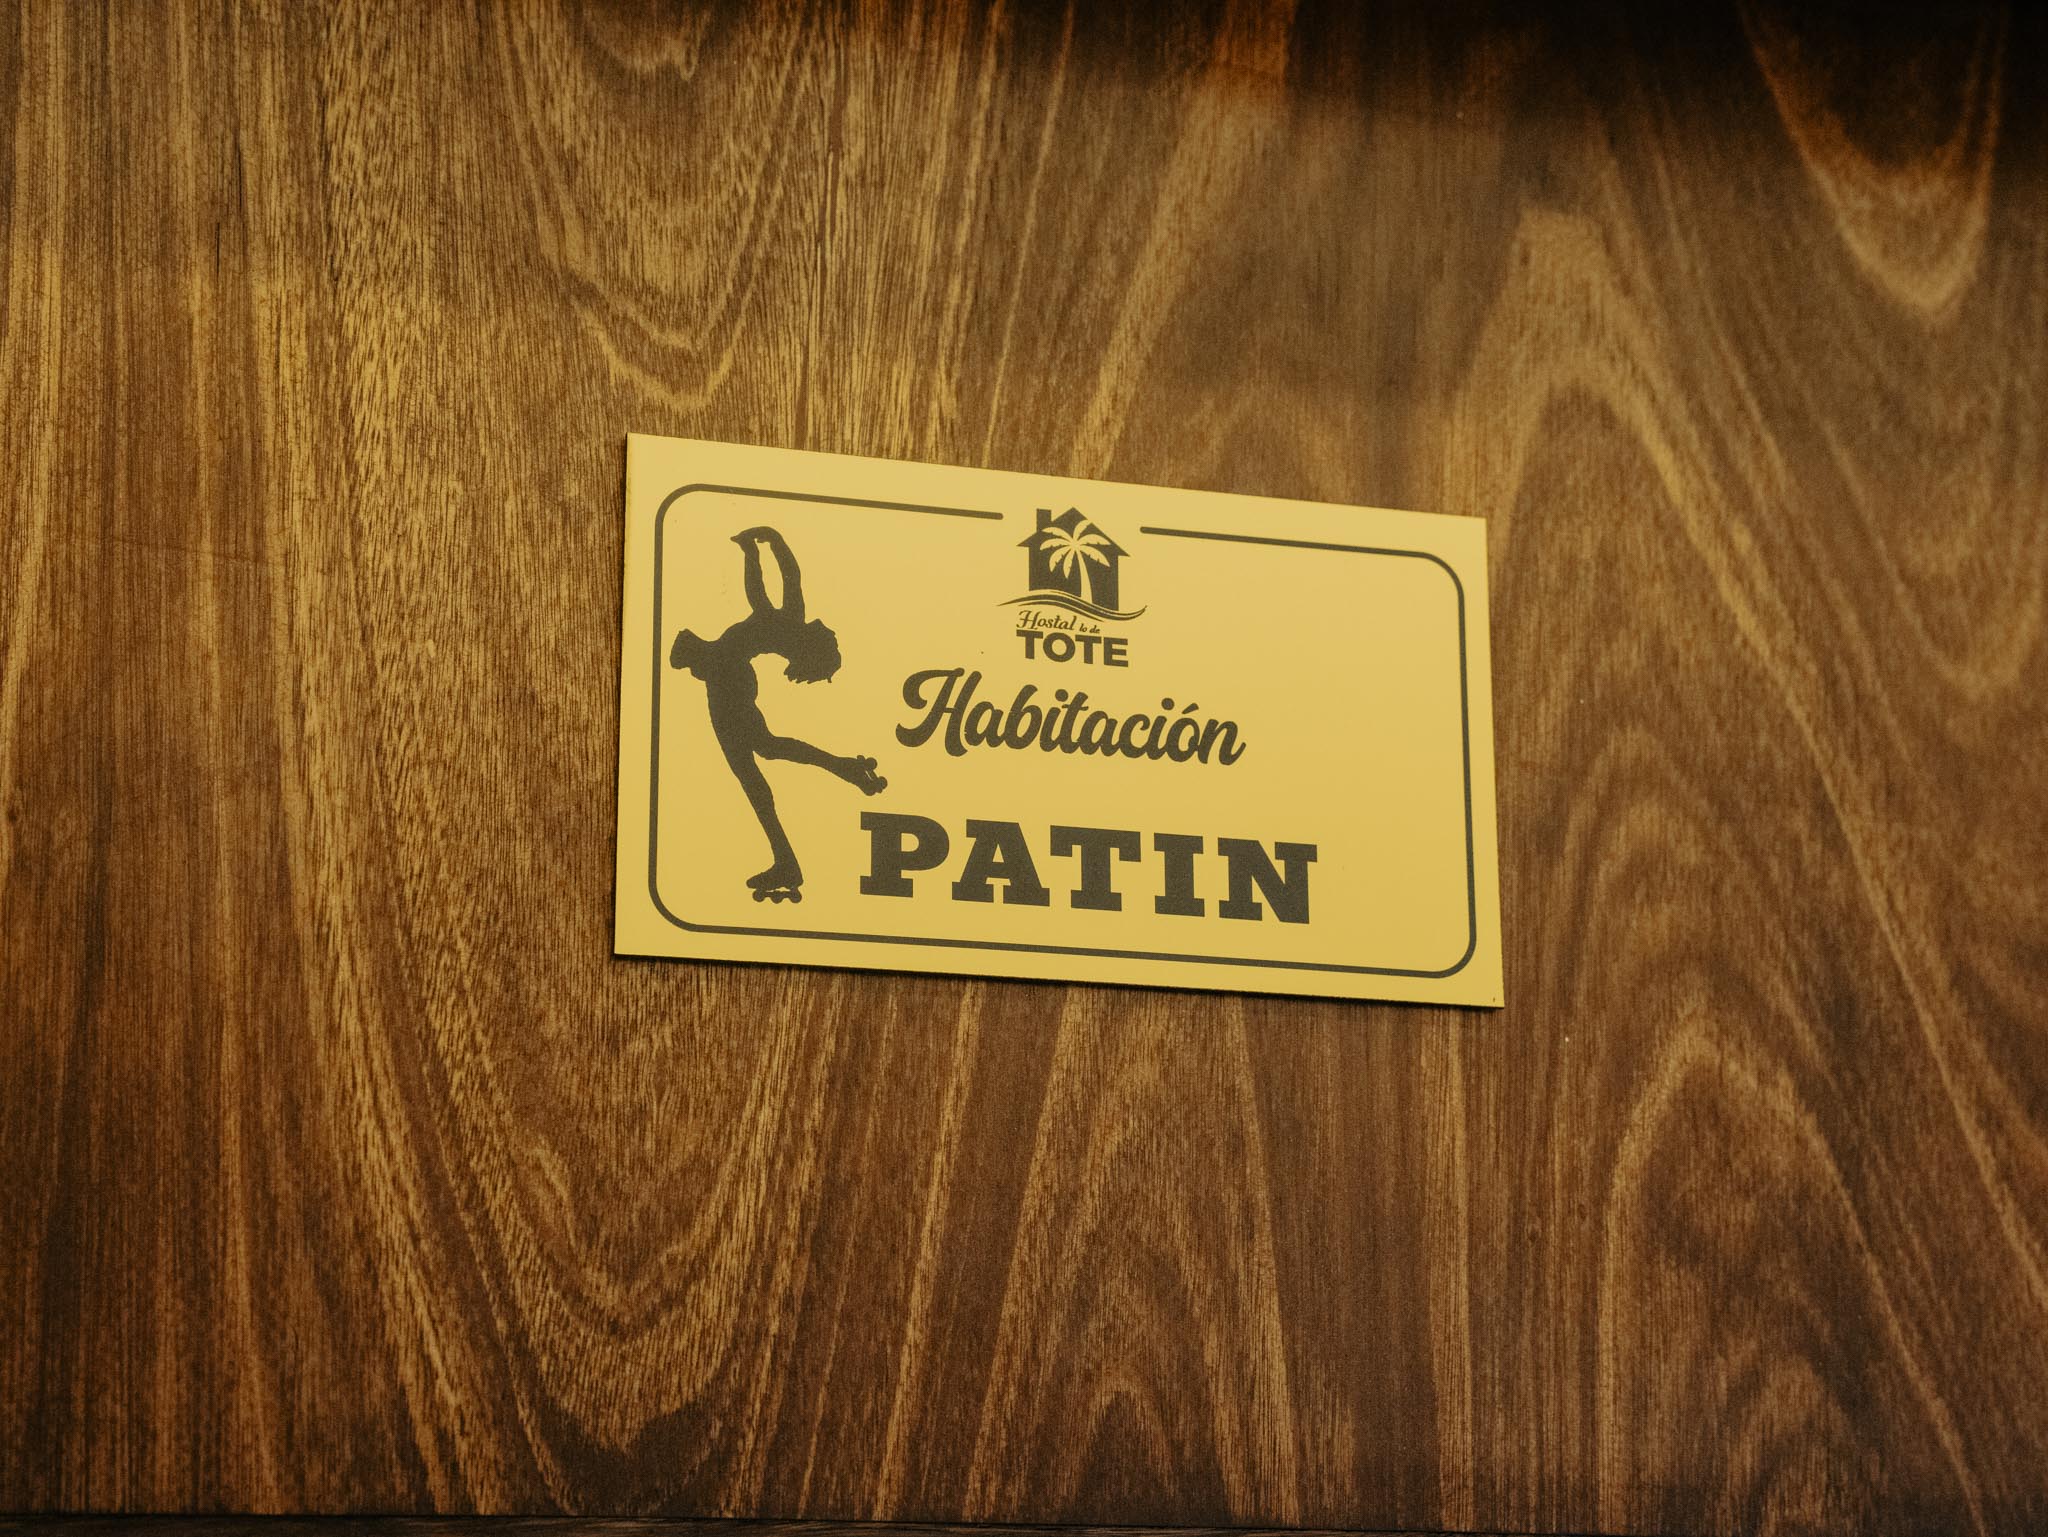 Hostal lo de
TOTE
Habitación
PATIN